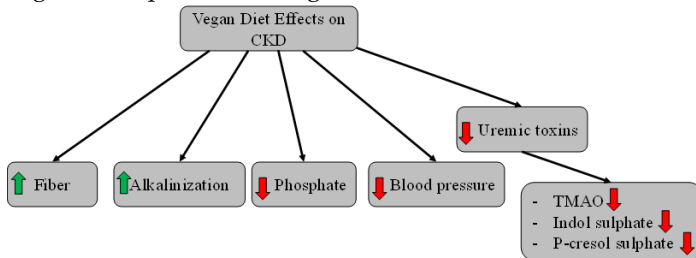 Vegan Diet Effects on
CKD
Uremic toxins
Fiber
Alkalinization
Phosphate
Blood pressure
- TMAO
- Indol sulphate
- P-cresol sulphate